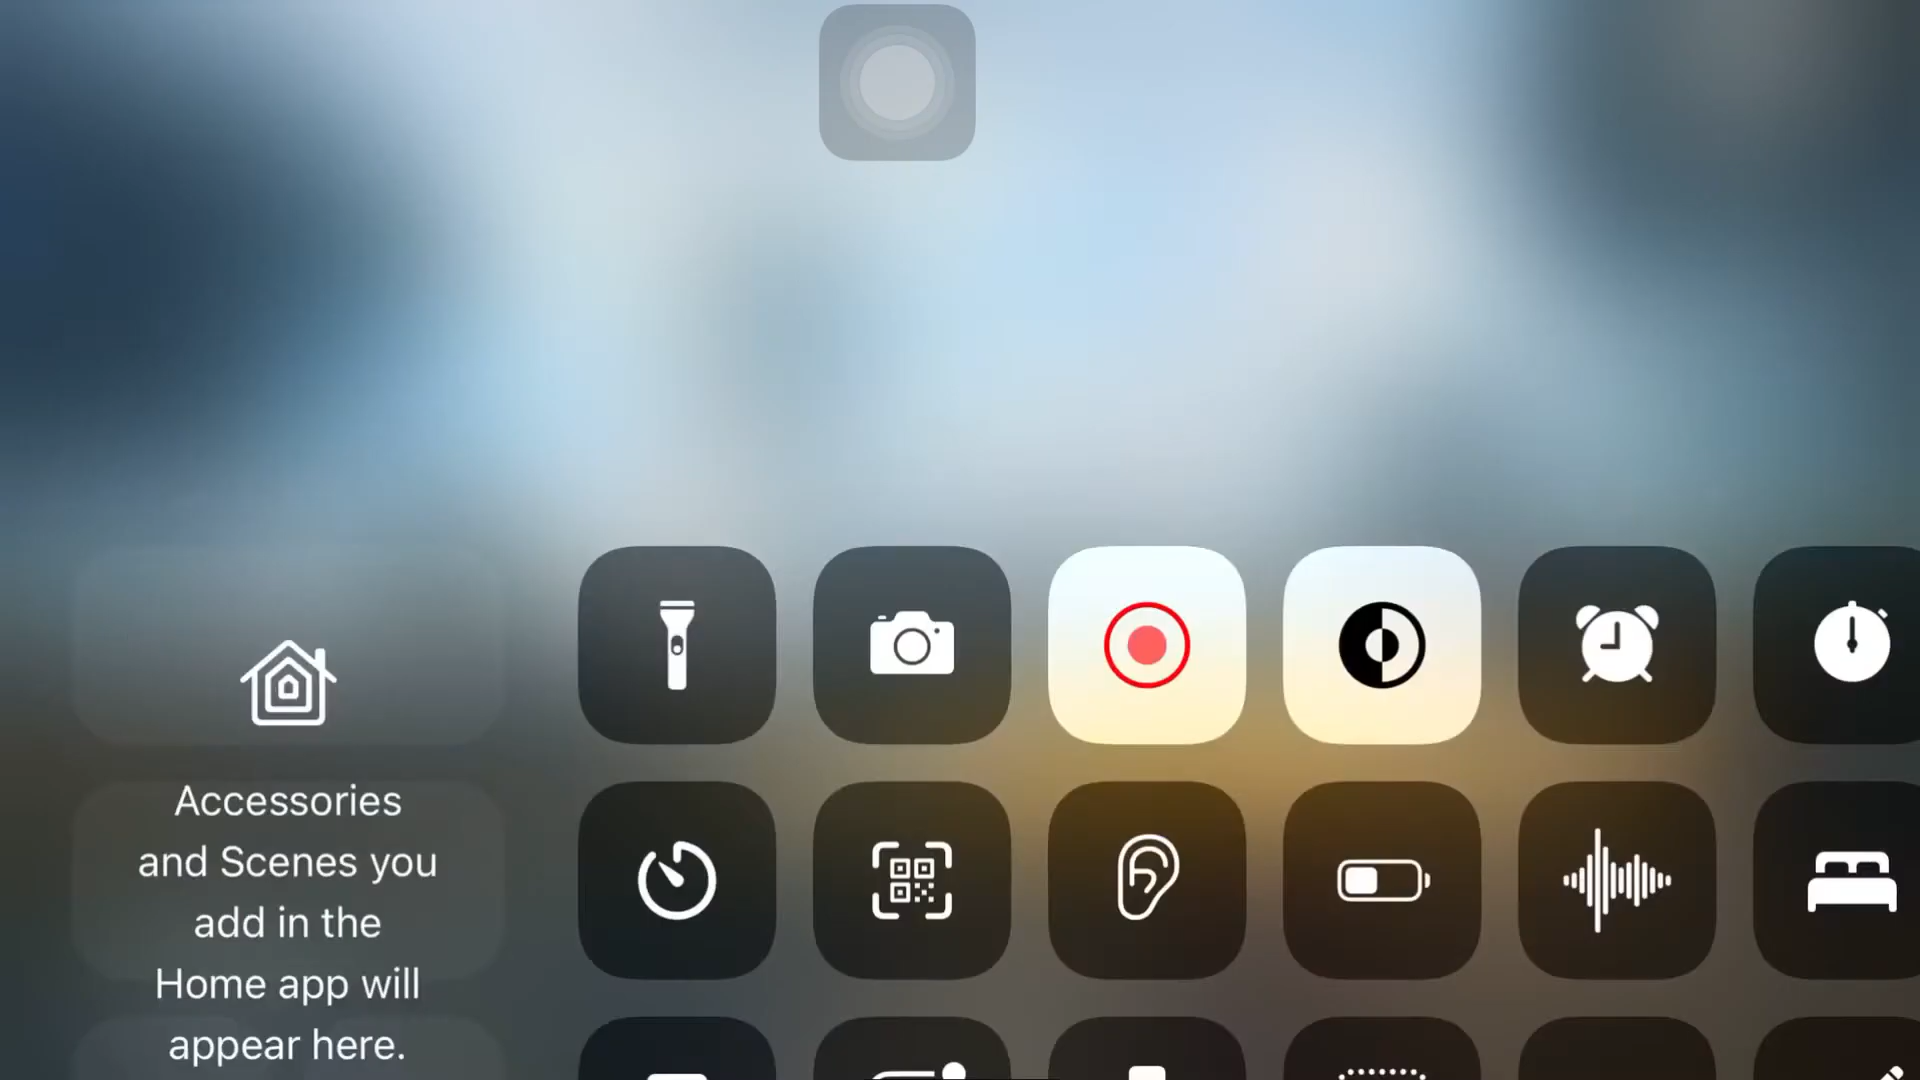 Accessories
and Scenes you
add in the
Home app will
appear here.